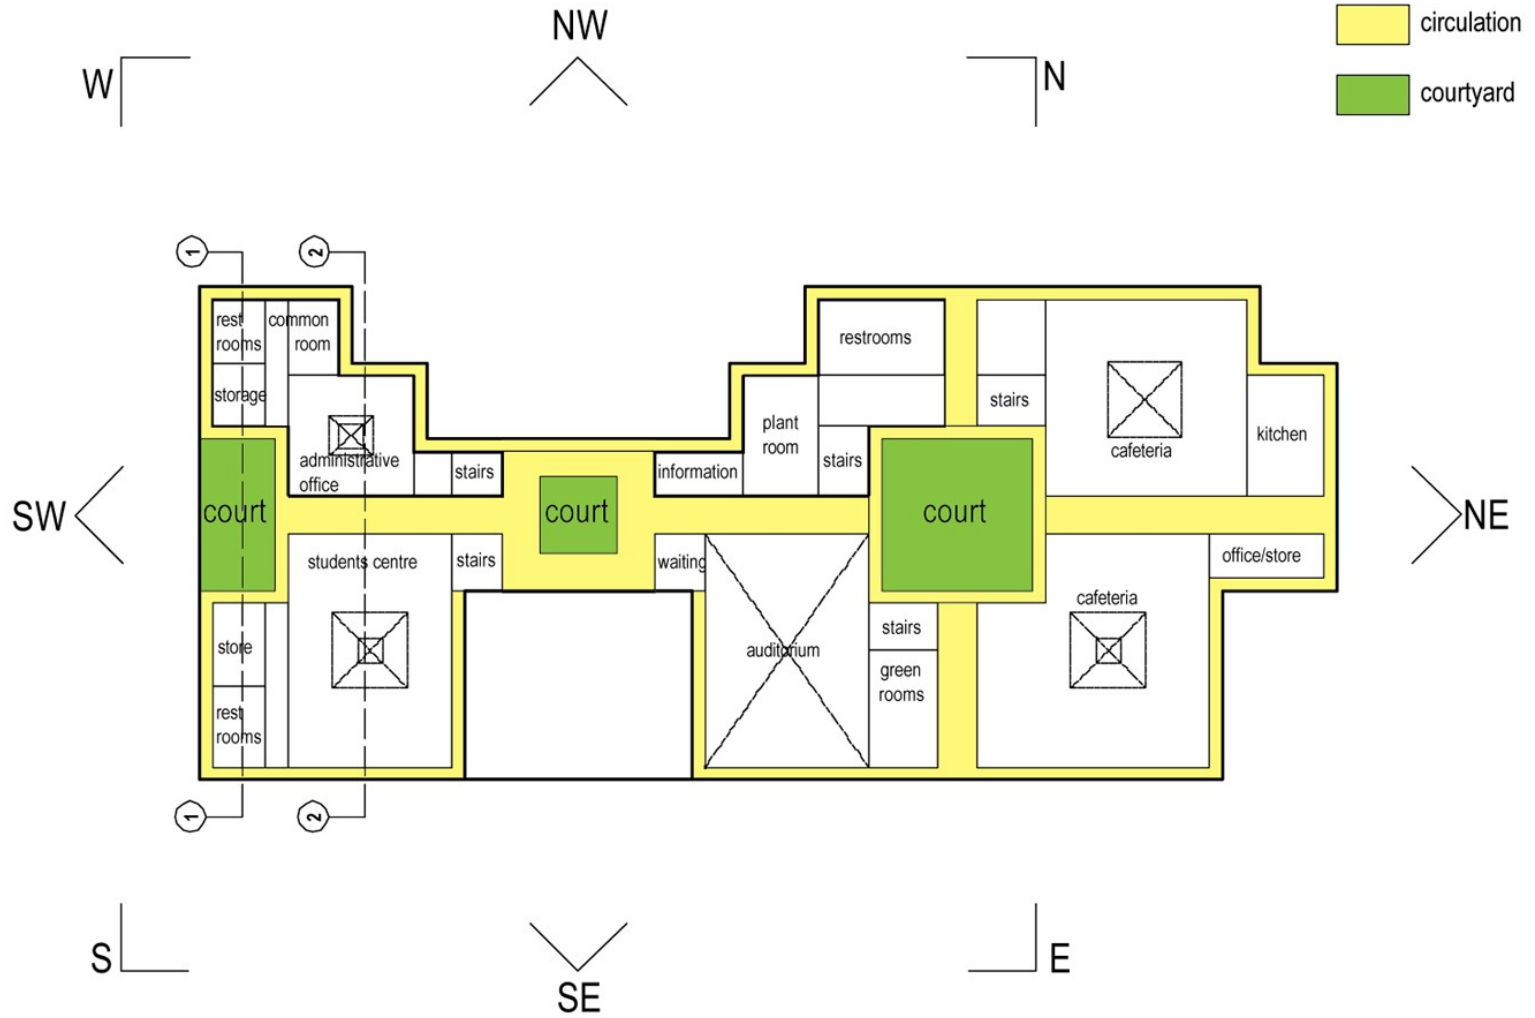 NW
circulation
W
N
courtyard
1
2
rest
rooms
common
room
restrooms
storage
stairs
plant
room
kitchen
cafeteria
administrative
office
stairs
information
stairs
SW
court
court
court
NE
students centre
stairs
waiting
office/store
cafeteria
store
auditorium
stairs
green
rooms
rest
rooms
1
2
S
E
SE